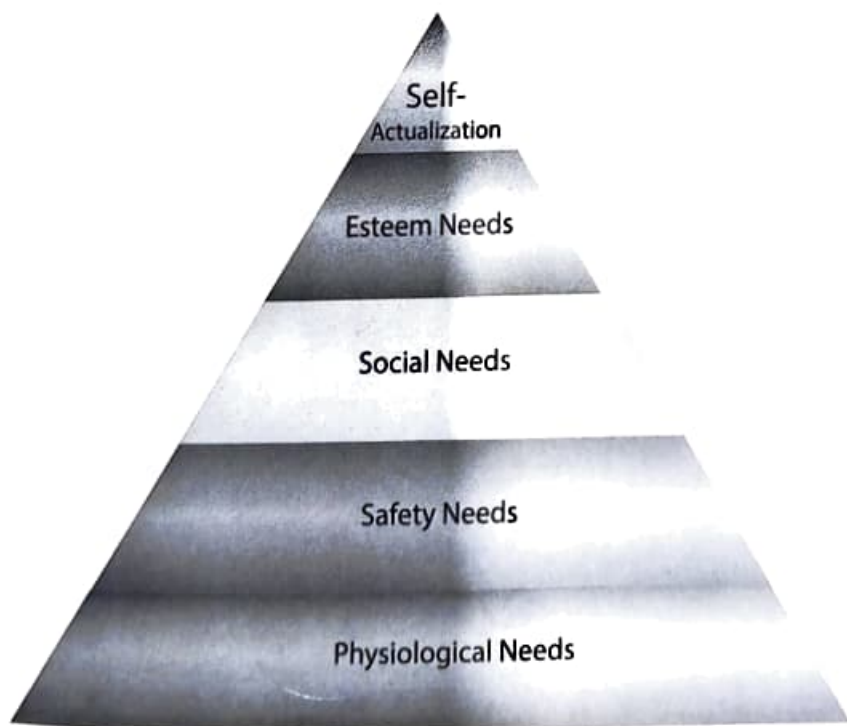 Self-
Actualization
Esteem Needs
Social Needs
Safety Needs
Physiological Needs